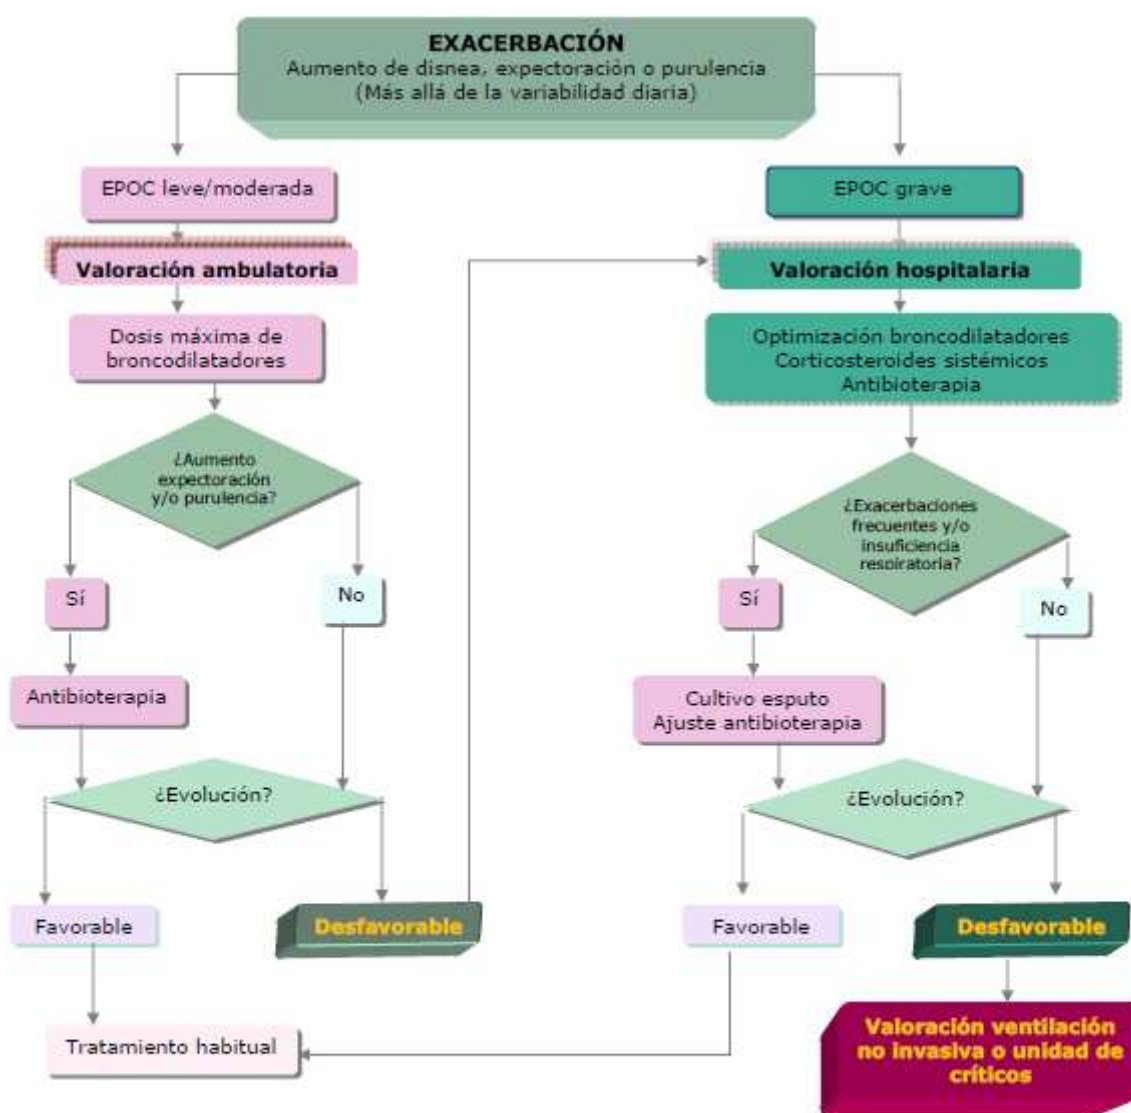 EXACERBACIÓN
Aumento de disnea, expectoración o purulencia
(Más allá de la variabilidad diaria)
EPOC leve/moderada
Valoración ambulatoria
Dosis máxima de
broncodilatadores
¿Aumento
expectoración
y/o purulencia?
Sí
No
Antibioterapia
¿Evolución?
Favorable
Desfavorable
Tratamiento habitual
EPOC grave
Valoración hospitalaria
Optimización broncodilatadores
Corticosteroides sistémicos
Antibioterapia
¿Exacerbaciones
frecuentes y/o
insuficiencia
respiratoria?
Sí
No
Cultivo esputo
Ajuste antibioterapia
¿Evolución?
Favorable
Desfavorable
Valoración ventilación
no invasiva o unidad de
críticos